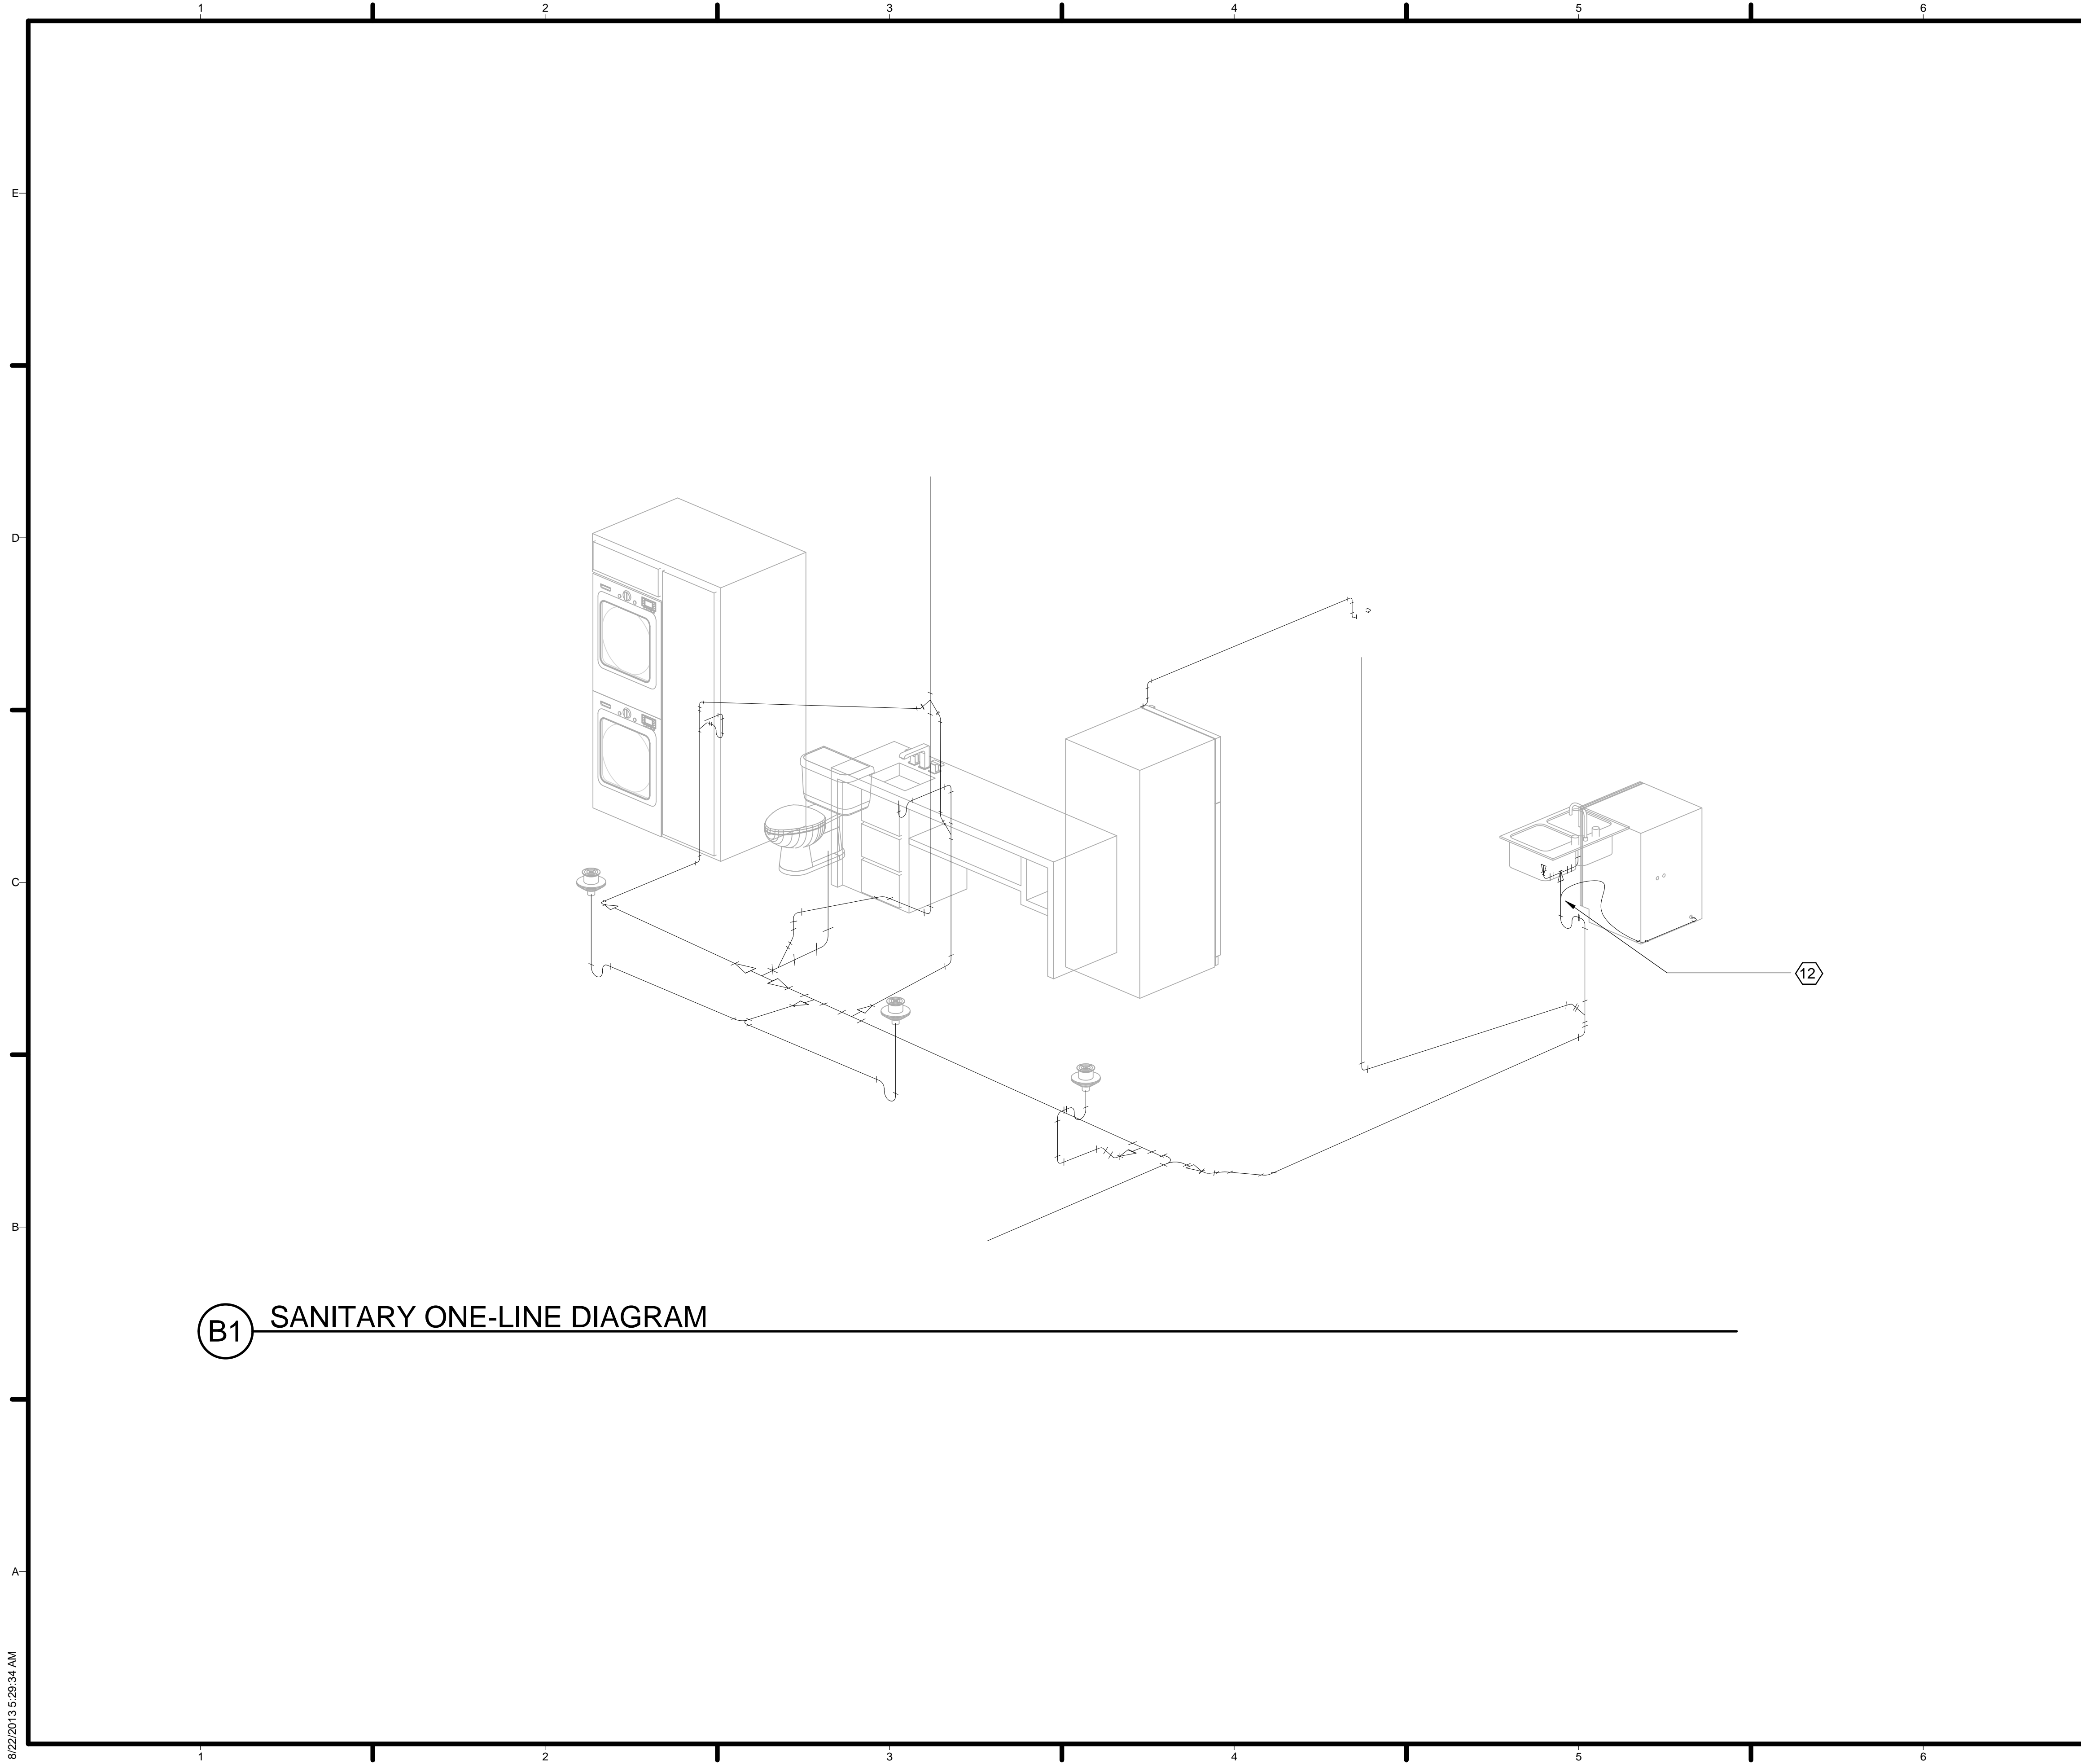 1 2 3 4 5 6
E
D
C
12
B
B1 SANITARY ONE-LINE DIAGRAM
A
8/22/2013 5:29:34 AM
1 2 3 4 5 6